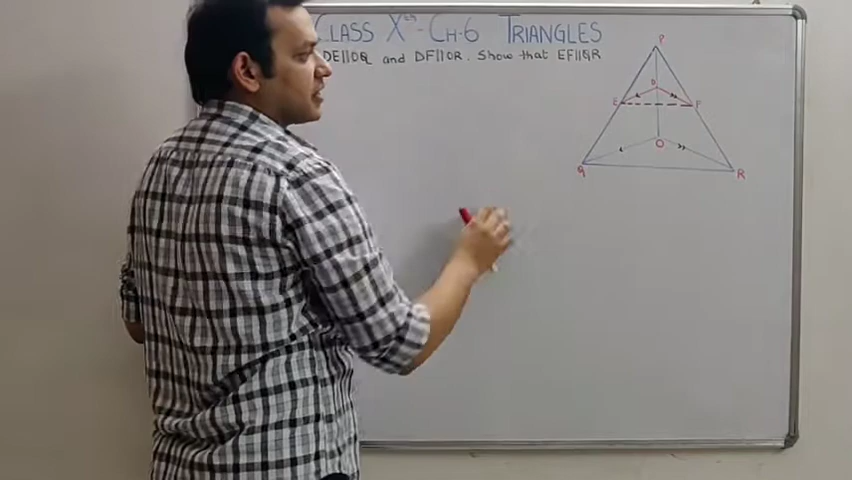 CLASS Xth - CH-6 TRIANGLES
DE||OQ and DF||OR. Show that EF||QR
P
D
E
F
O
Q
R